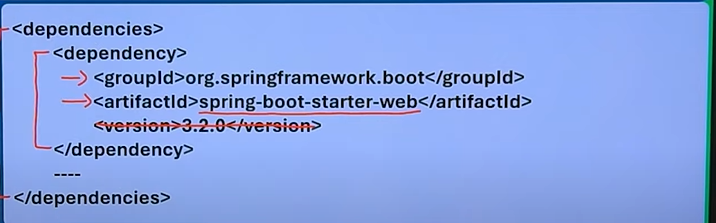 <dependencies>
<dependency>
<groupId>org.springframework.boot</groupId>
<artifactId>spring-boot-starter-web</artifactId>
<version>3.2.0</version>
</dependency>
----
</dependencies>